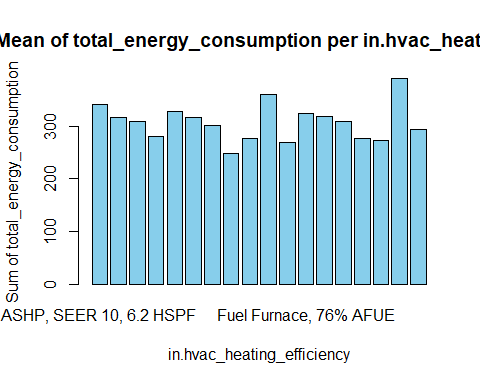 Mean of total_energy_consumption per in.hvac_heat
Sum of total_energy_consumption
300
200
100
0
ASHP, SEER 10, 6.2 HSPF
Fuel Furnace, 76% AFUE
in.hvac_heating_efficiency